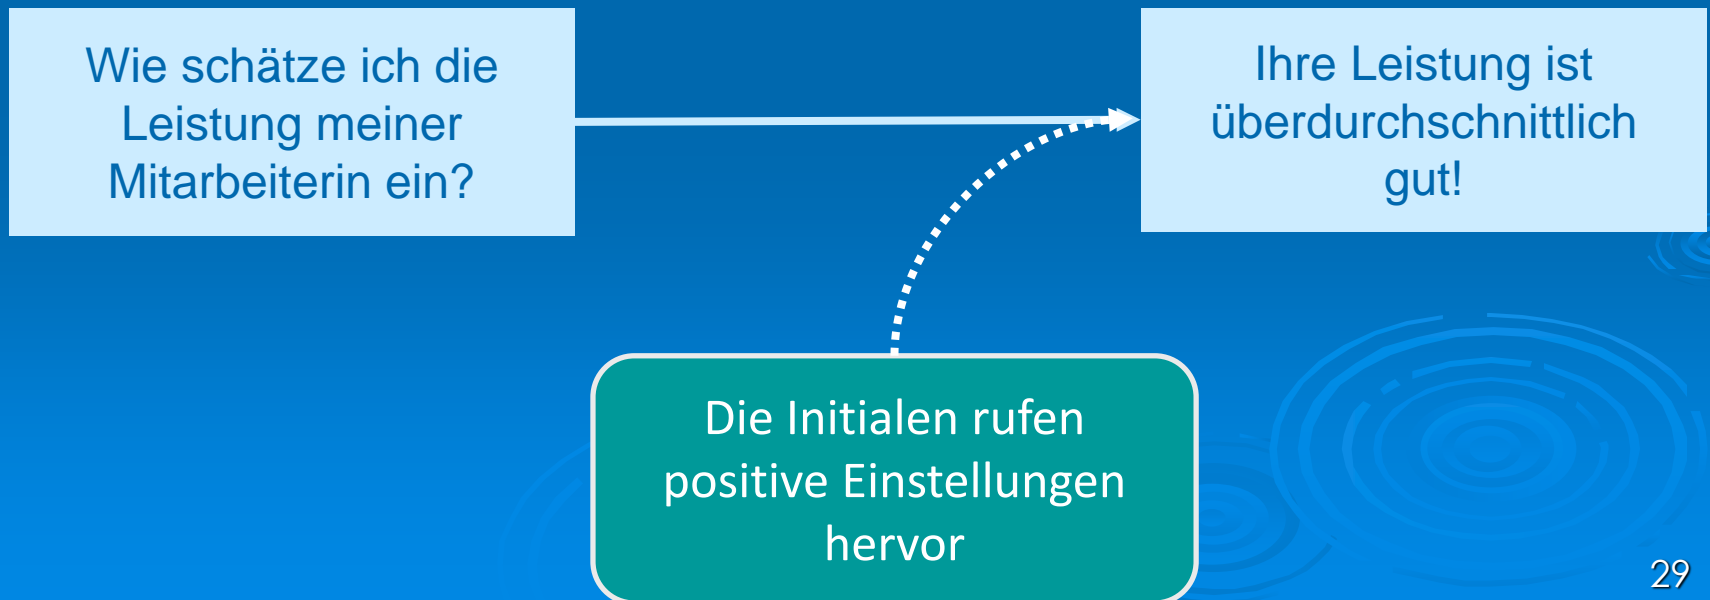 Wie schätze ich die
Leistung meiner
Mitarbeiterin ein?
Ihre Leistung ist
überdurchschnittlich
gut!
Die Initialen rufen
positive Einstellungen
hervor
29